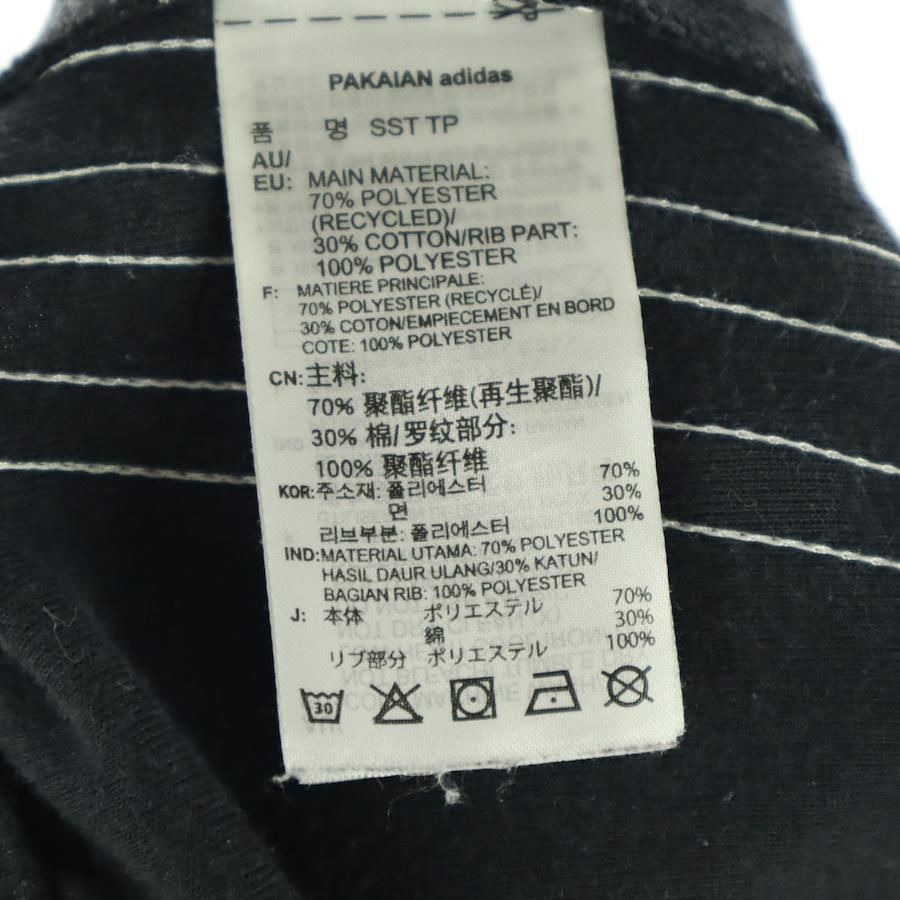 PAKAIAN adidas
품 명 SST TP
AU/
EU: MAIN MATERIAL:
70% POLYESTER
(RECYCLED)/
30% COTTON/RIB PART:
100% POLYESTER
F: MATIERE PRINCIPALE:
70% POLYESTER (RECYCLÉ)/
30% COTON/EMPIECEMENT EN BORD
COTE: 100% POLYESTER
CN: 主料:
70% 聚酯纤维(再生聚酯)/
30% 棉/罗纹部分:
100% 聚酯纤维
KOR: 주소재: 폴리에스터 70%
면 30%
리브부분: 폴리에스터 100%
IND: MATERIAL UTAMA: 70% POLYESTER
HASIL DAUR ULANG/30% KATUN/
BAGIAN RIB: 100% POLYESTER
J: 本体 ポリエステル 70%
綿 30%
リブ部分 ポリエステル 100%
30